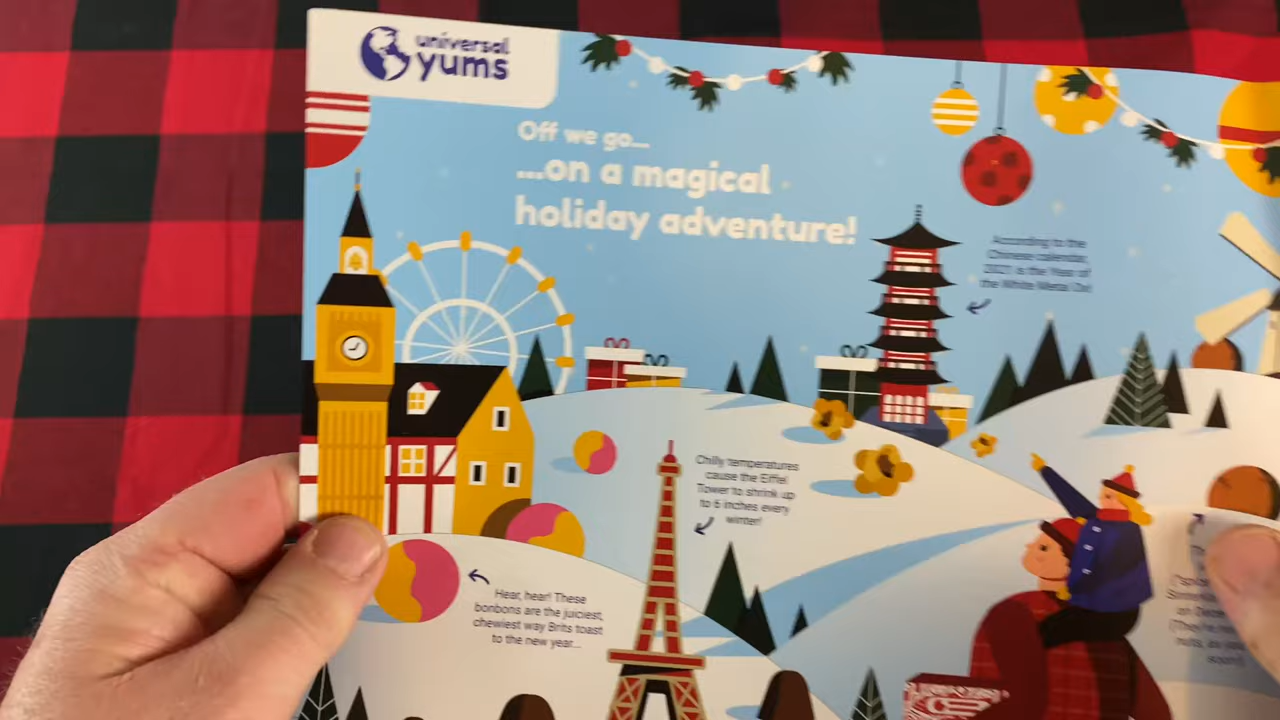 universal
yums
Off we go...
...on a magical
holiday adventure!
According to the
Chinese calendar,
2021 is the Year of
the White Metal Ox!
Chilly temperatures
cause the Eiffel
Tower to shrink up
to 6 inches every
winter!
Hear, hear! These
bonbons are the juiciest,
chewiest way Brits toast
to the new year...